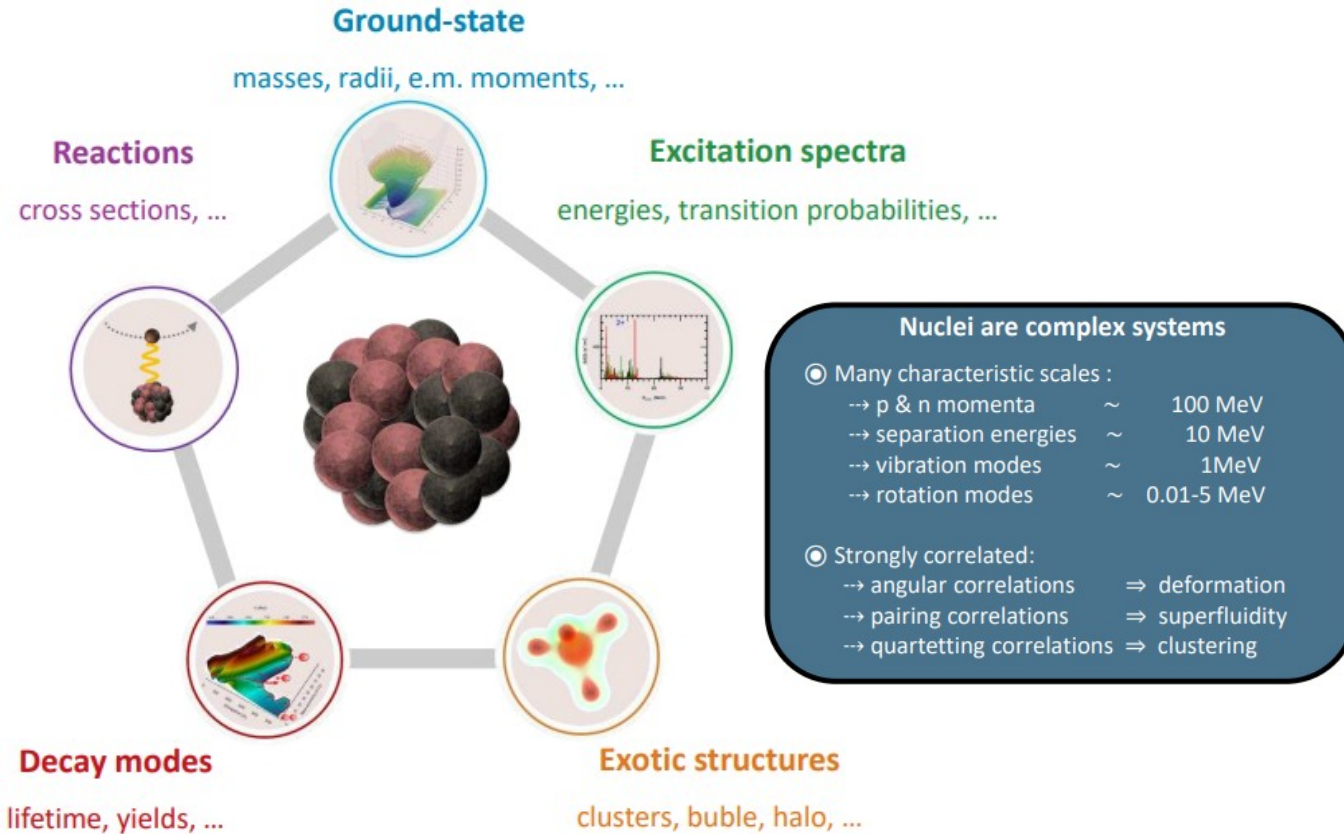 Ground-state
masses, radii, e.m. moments, ...
Reactions
cross sections, ...
Excitation spectra
energies, transition probabilities, ...
2+
Nuclei are complex systems
Many characteristic scales :
⤏ p & n momenta ∼ 100 MeV
⤏ separation energies ∼ 10 MeV
⤏ vibration modes ∼ 1MeV
⤏ rotation modes ∼ 0.01-5 MeV
Strongly correlated:
⤏ angular correlations ⇒ deformation
⤏ pairing correlations ⇒ superfluidity
⤏ quartetting correlations ⇒ clustering
Decay modes
lifetime, yields, ...
Exotic structures
clusters, buble, halo, ...